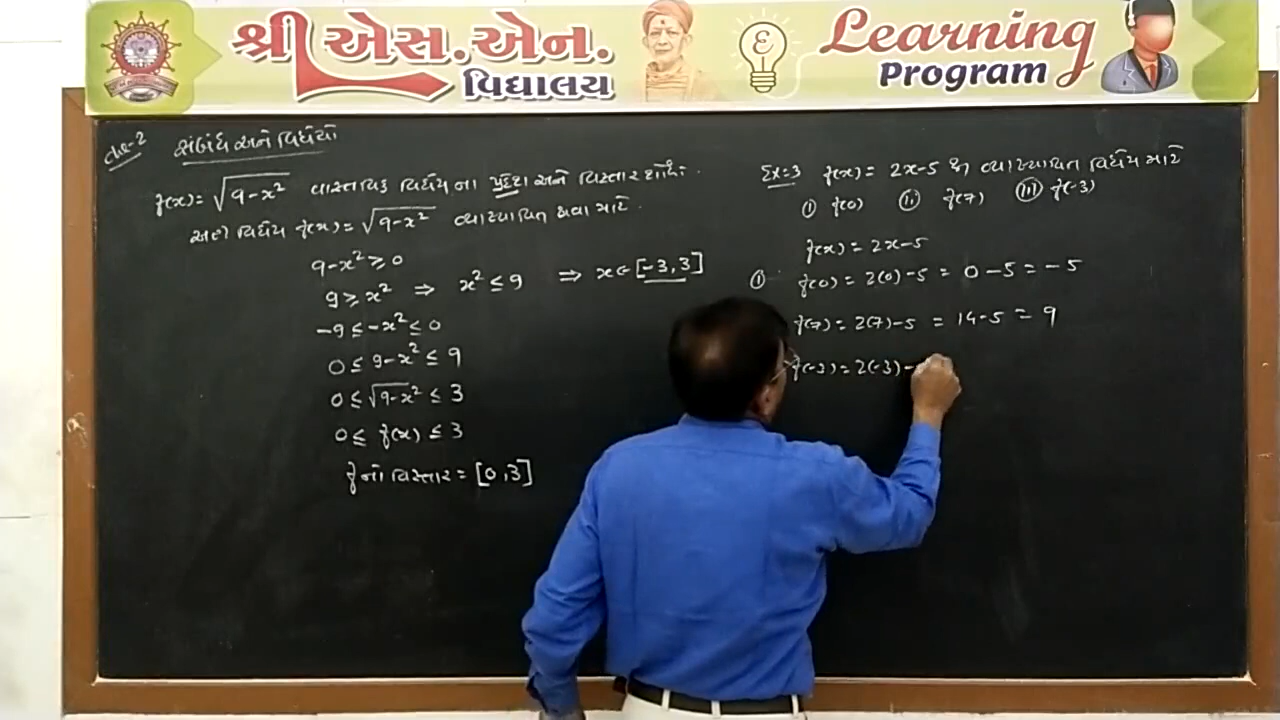 શ્રી એસ.એન. વિદ્યાલય
Learning Program
Ch-2 સંબંધ અને વિધેયો
f(x) = √9-x² વાસ્તવિક વિધેયના પ્રદેશ અને વિસ્તાર શોધો:
અહીં વિધેય f(x) = √9-x² વ્યાખ્યાયિત થવા માટે
9-x² ≥ 0
9 ≥ x² ⇒ x² ≤ 9 ⇒ x ∈ [-3,3]
-9 ≤ -x² ≤ 0
0 ≤ 9-x² ≤ 9
0 ≤ √9-x² ≤ 3
0 ≤ f(x) ≤ 3
f નો વિસ્તાર = [0,3]
Ex:3 f(x) = 2x-5 થી વ્યાખ્યાયિત વિધેય માટે
(i) f(0) (ii) f(7) (iii) f(-3)
f(x) = 2x-5
(i) f(0) = 2(0)-5 = 0-5 = -5
f(7) = 2(7)-5 = 14-5 = 9
f(-3) = 2(-3)-